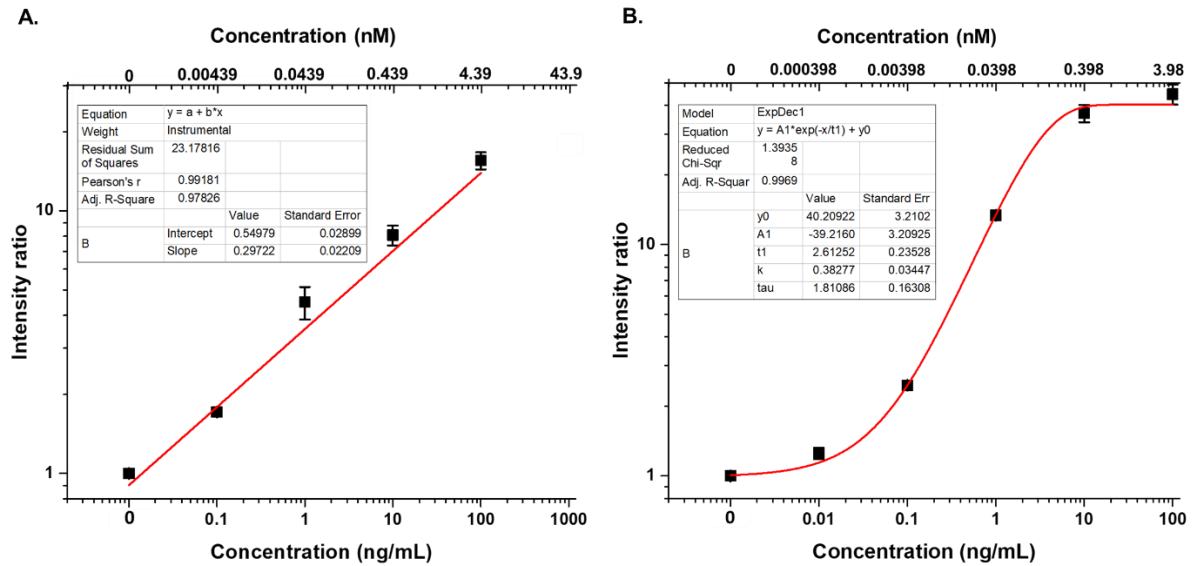 A.
Concentration (nM)
0 0.00439 0.0439 0.439 4.39 43.9
Equation y = a + b*x
Weight Instrumental
Residual Sum of Squares 23.17816
Pearson's r 0.99181
Adj. R-Square 0.97826
Value Standard Error
B Intercept 0.54979 0.02899
Slope 0.29722 0.02209
10
1
Intensity ratio
0 0.1 1 10 100 1000
Concentration (ng/mL)
B.
Concentration (nM)
0 0.000398 0.00398 0.0398 0.398 3.98
Model ExpDec1
Equation y = A1*exp(-x/t1) + y0
Reduced Chi-Sqr 1.3935 8
Adj. R-Squar 0.9969
Value Standard Err
B y0 40.20922 3.2102
A1 -39.2160 3.20925
t1 2.61252 0.23528
k 0.38277 0.03447
tau 1.81086 0.16308
10
1
Intensity ratio
0 0.01 0.1 1 10 100
Concentration (ng/mL)